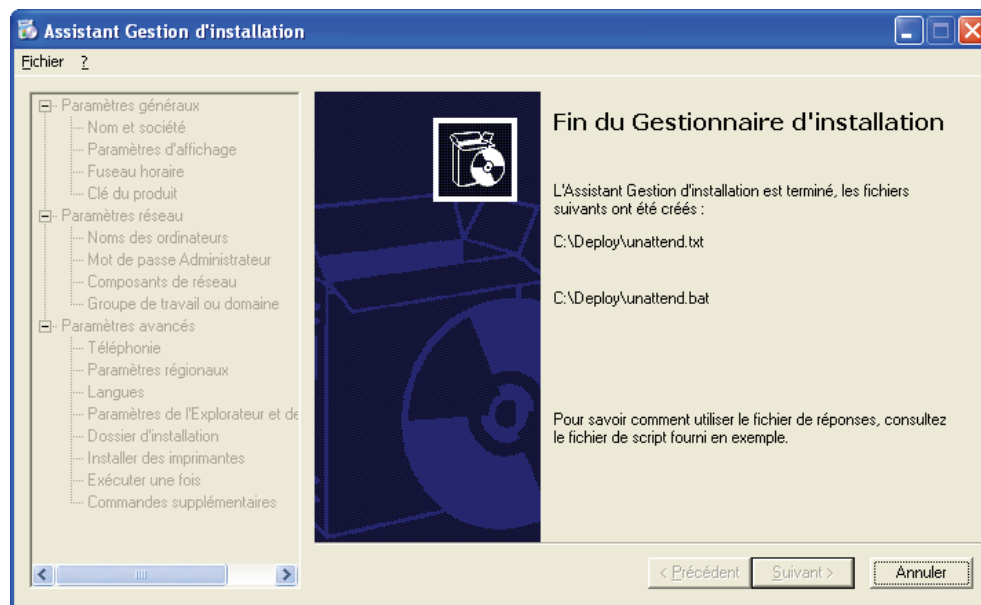 Assistant Gestion d'installation
Fichier ?
Paramètres généraux
Nom et société
Paramètres d'affichage
Fuseau horaire
Clé du produit
Paramètres réseau
Noms des ordinateurs
Mot de passe Administrateur
Composants de réseau
Groupe de travail ou domaine
Paramètres avancés
Téléphonie
Paramètres régionaux
Langues
Paramètres de l'Explorateur et de
Dossier d'installation
Installer des imprimantes
Exécuter une fois
Commandes supplémentaires
Fin du Gestionnaire d'installation
L'Assistant Gestion d'installation est terminé, les fichiers
suivants ont été créés :
C:\Deploy\unattend.txt
C:\Deploy\unattend.bat
Pour savoir comment utiliser le fichier de réponses, consultez
le fichier de script fourni en exemple.
< Précédent Suivant > Annuler